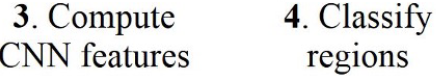 3. Compute
CNN features
4. Classify
regions